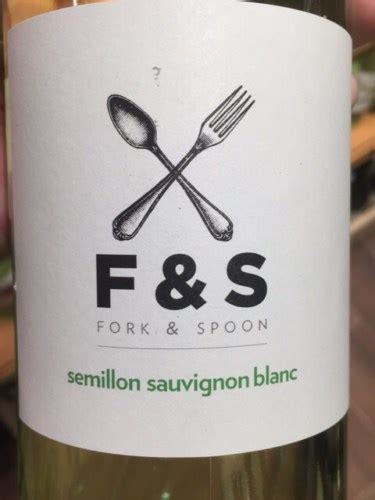 F & S
FORK & SPOON
semillon sauvignon blanc